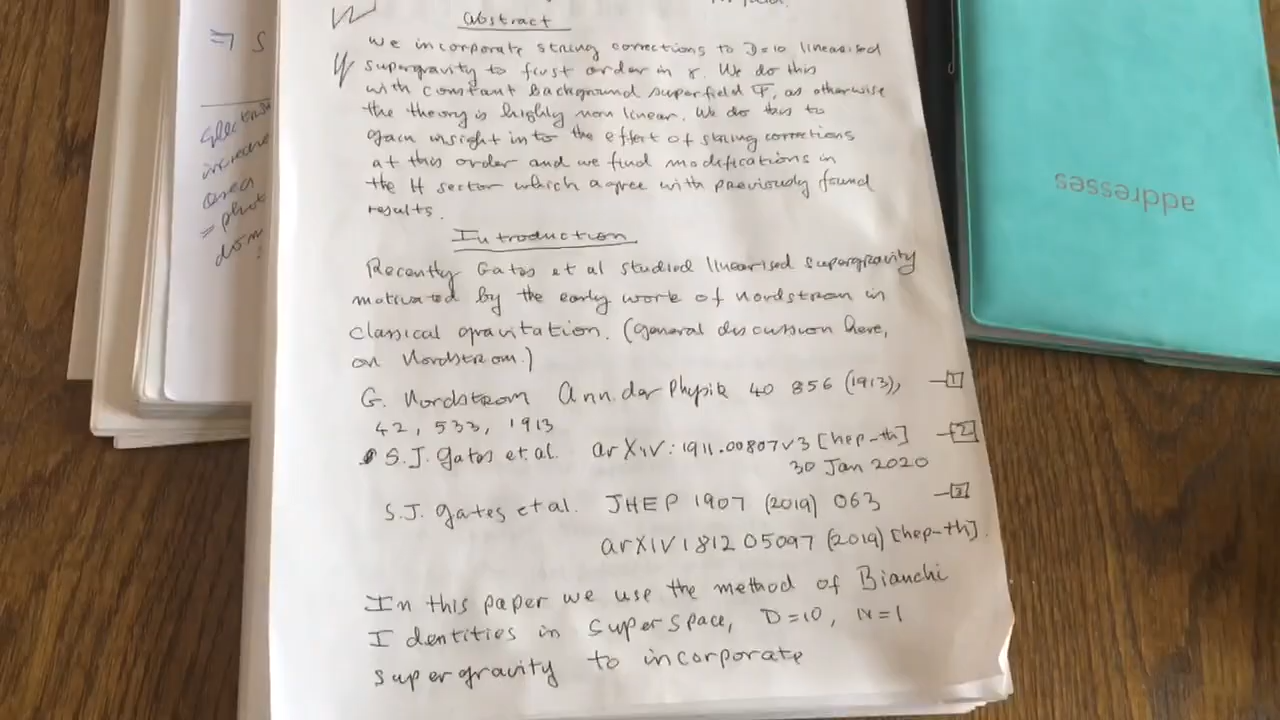 Abstract
We incorporate string corrections to D=10 linearised
supergravity to first order in γ. We do this
with constant background superfield Φ, as otherwise
the theory is highly non linear. We do this to
gain insight into the effect of string corrections
at this order and we find modifications in
the H sector which agree with previously found
results.
Introduction
Recently Gates et al studied linearised supergravity
motivated by the early work of Nordstrom in
classical gravitation. (general discussion here,
on Nordstrom.)
G. Nordstrom Ann. der Physik 40 856 (1913), —[1]
42, 533, 1913
S.J. Gates et al. arXiv: 1911.00807v3 [hep-th] —[2]
30 Jan 2020
S.J. Gates et al. JHEP 1907 (2019) 063 —[3]
arXIV 1812 05097 (2019) [hep-th].
In this paper we use the method of Bianchi
Identities in superspace, D=10, N=1
supergravity to incorporate
addresses